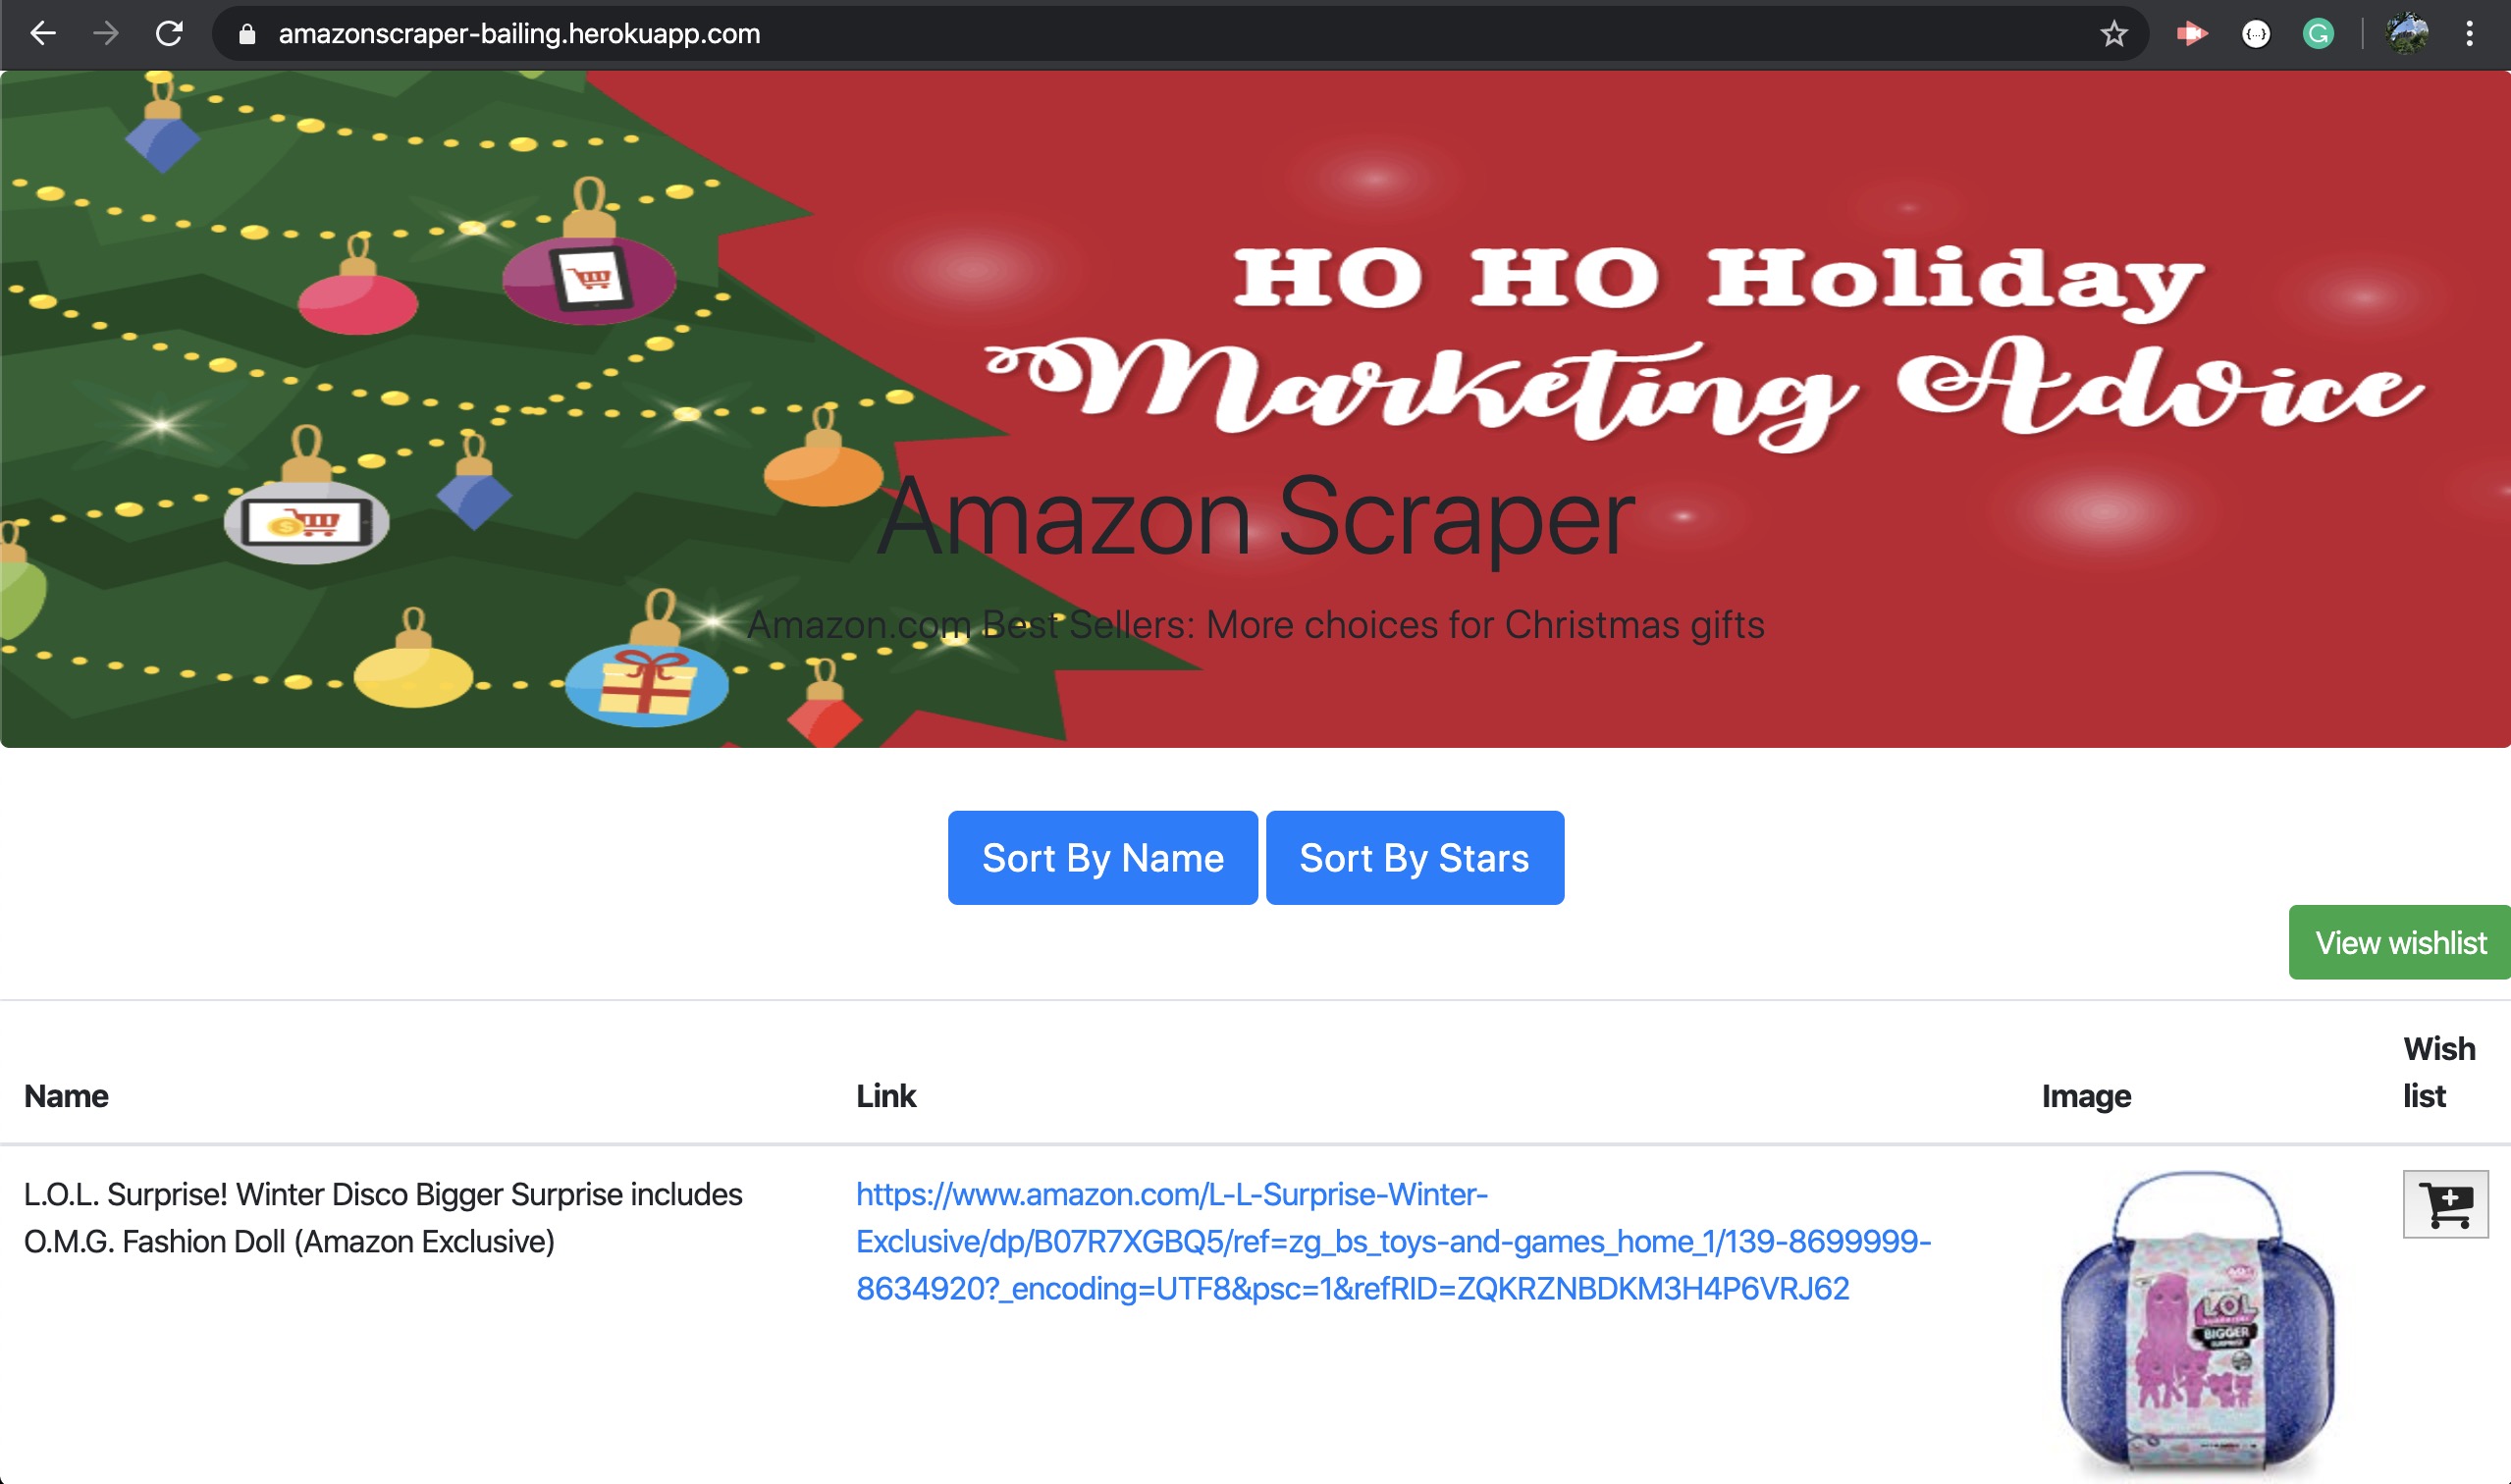 amazonscraper-bailing.herokuapp.com
HO HO Holiday
Marketing Advice
Amazon Scraper
Amazon.com Best Sellers: More choices for Christmas gifts
Sort By Name
Sort By Stars
View wishlist
Name
Link
Image
Wish
list
L.O.L. Surprise! Winter Disco Bigger Surprise includes
O.M.G. Fashion Doll (Amazon Exclusive)
https://www.amazon.com/L-L-Surprise-Winter-
Exclusive/dp/B07R7XGBQ5/ref=zg_bs_toys-and-games_home_1/139-8699999-
8634920?_encoding=UTF8&psc=1&refRID=ZQKRZNBDKM3H4P6VRJ62
LOL
SURPRISE!
BIGGER
SURPRISE